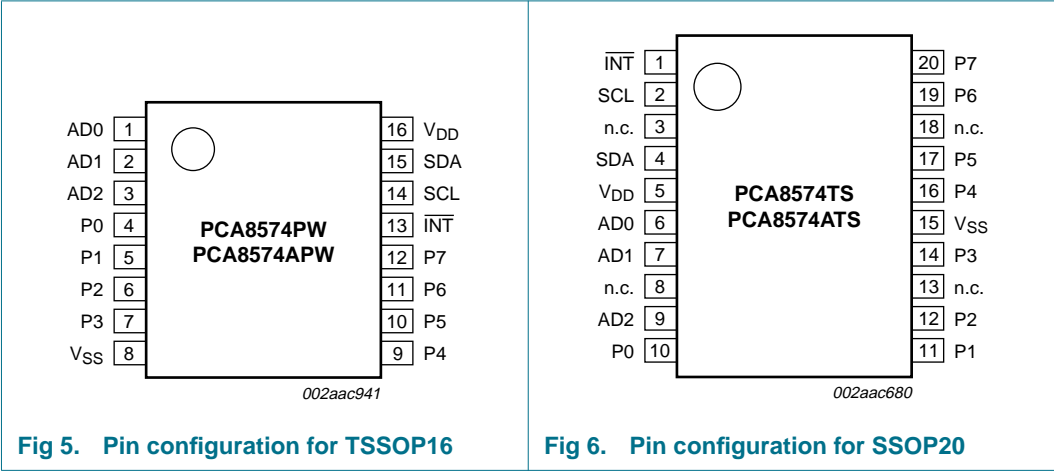 AD0 1
AD1 2
AD2 3
P0 4
P1 5
P2 6
P3 7
VSS 8
PCA8574PW
PCA8574APW
16 VDD
15 SDA
14 SCL
13 INT
12 P7
11 P6
10 P5
9 P4
002aac941
Fig 5. Pin configuration for TSSOP16
INT 1
SCL 2
n.c. 3
SDA 4
VDD 5
AD0 6
AD1 7
n.c. 8
AD2 9
P0 10
PCA8574TS
PCA8574ATS
20 P7
19 P6
18 n.c.
17 P5
16 P4
15 VSS
14 P3
13 n.c.
12 P2
11 P1
002aac680
Fig 6. Pin configuration for SSOP20